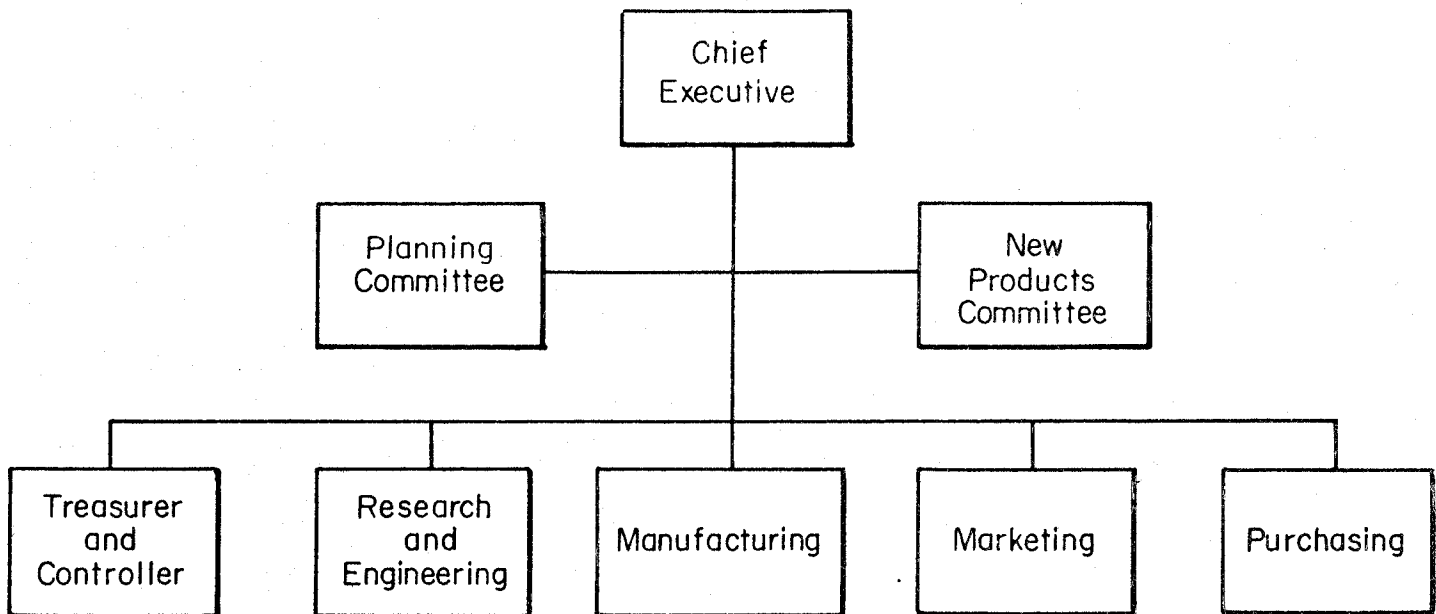 Chief
Executive
Planning
Committee
New
Products
Committee
Treasurer
and
Controller
Research
and
Engineering
Manufacturing
Marketing
Purchasing